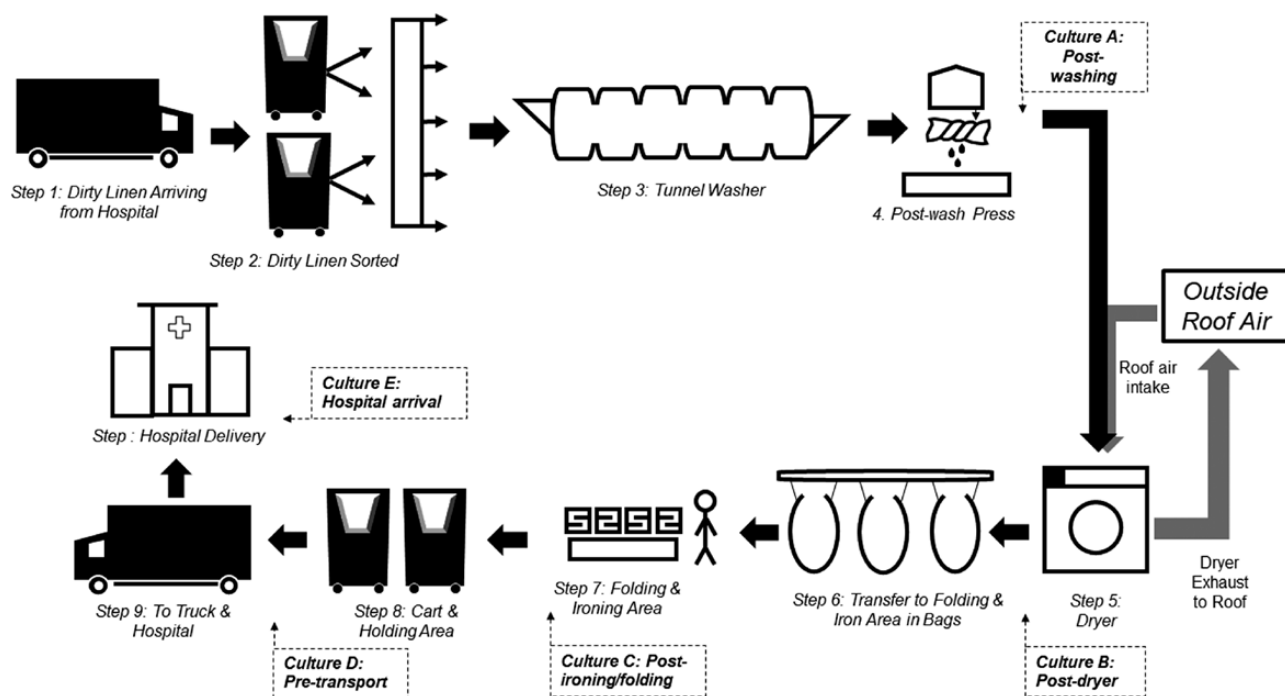 Step 1: Dirty Linen Arriving
from Hospital
Step 2: Dirty Linen Sorted
Step 3: Tunnel Washer
4. Post-wash Press
Culture A:
Post-
washing
Outside
Roof Air
Roof air
intake
Dryer
Exhaust
to Roof
Step 5:
Dryer
Culture B:
Post-dryer
Step 6: Transfer to Folding &
Iron Area in Bags
Step 7: Folding &
Ironing Area
Culture C: Post-
ironing/folding
Step 8: Cart &
Holding Area
Culture D:
Pre-transport
Step 9: To Truck &
Hospital
Step : Hospital Delivery
Culture E:
Hospital arrival